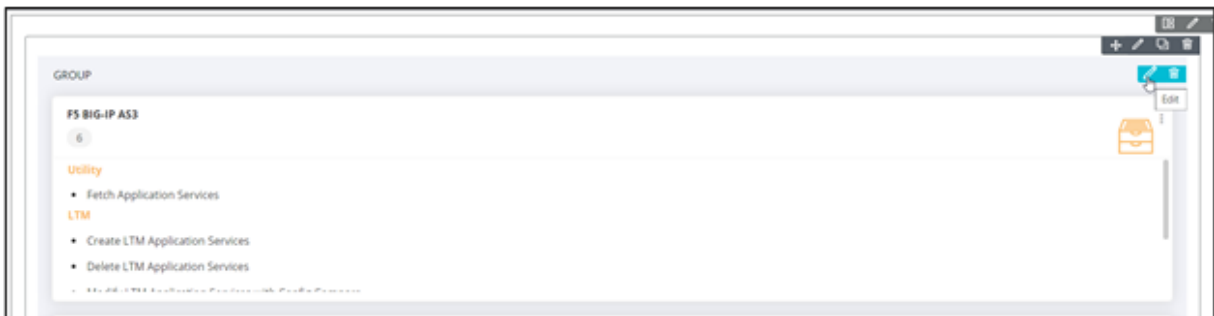 GROUP
Edit
F5 BIG-IP AS3
6
Utility
• Fetch Application Services
LTM
• Create LTM Application Services
• Delete LTM Application Services